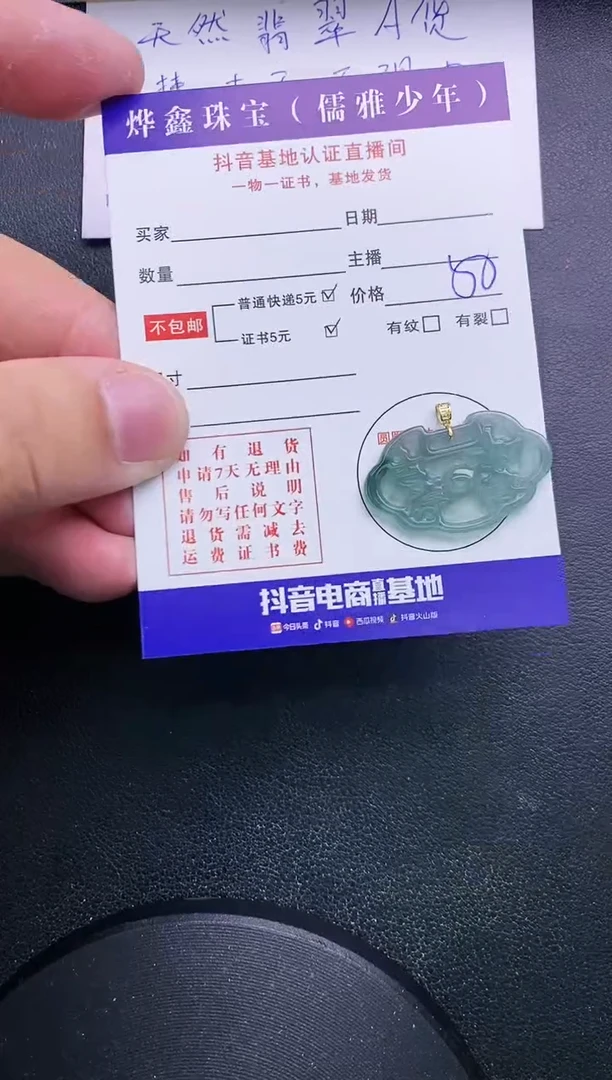 天然翡翠A货
烨鑫珠宝（儒雅少年）
抖音基地认证直播间
一物一证书，基地发货
买家 日期
数量 主播
不包邮 普通快递5元☑ 价格 80
证书5元 ☑ 有纹□ 有裂□
寸
如有退货
申请7天无理由
售后说明
请勿写任何文字
退货需减去
运费证书费
抖音电商直播基地
今日头条 抖音 西瓜视频 抖音火山版